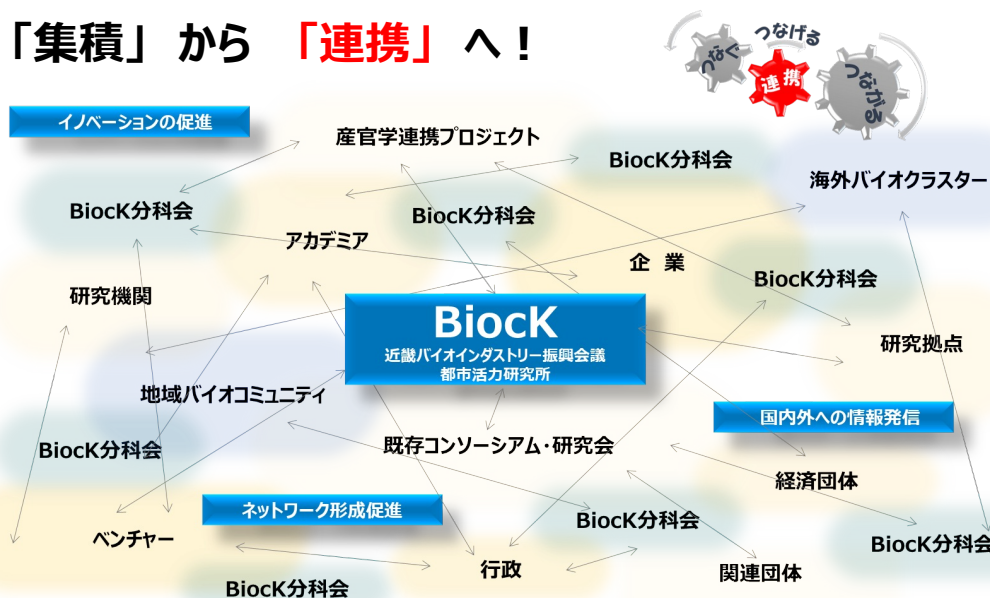 「集積」 から 「連携」 へ！
つなぐ
つなげる
連携
つながる
イノベーションの促進
産官学連携プロジェクト
BiocK分科会
海外バイオクラスター
BiocK分科会
BiocK分科会
アカデミア
企 業
BiocK分科会
研究機関
BiocK
近畿バイオインダストリー振興会議
都市活力研究所
研究拠点
地域バイオコミュニティ
国内外への情報発信
BiocK分科会
既存コンソーシアム・研究会
経済団体
ネットワーク形成促進
BiocK分科会
ベンチャー
BiocK分科会
行政
関連団体
BiocK分科会